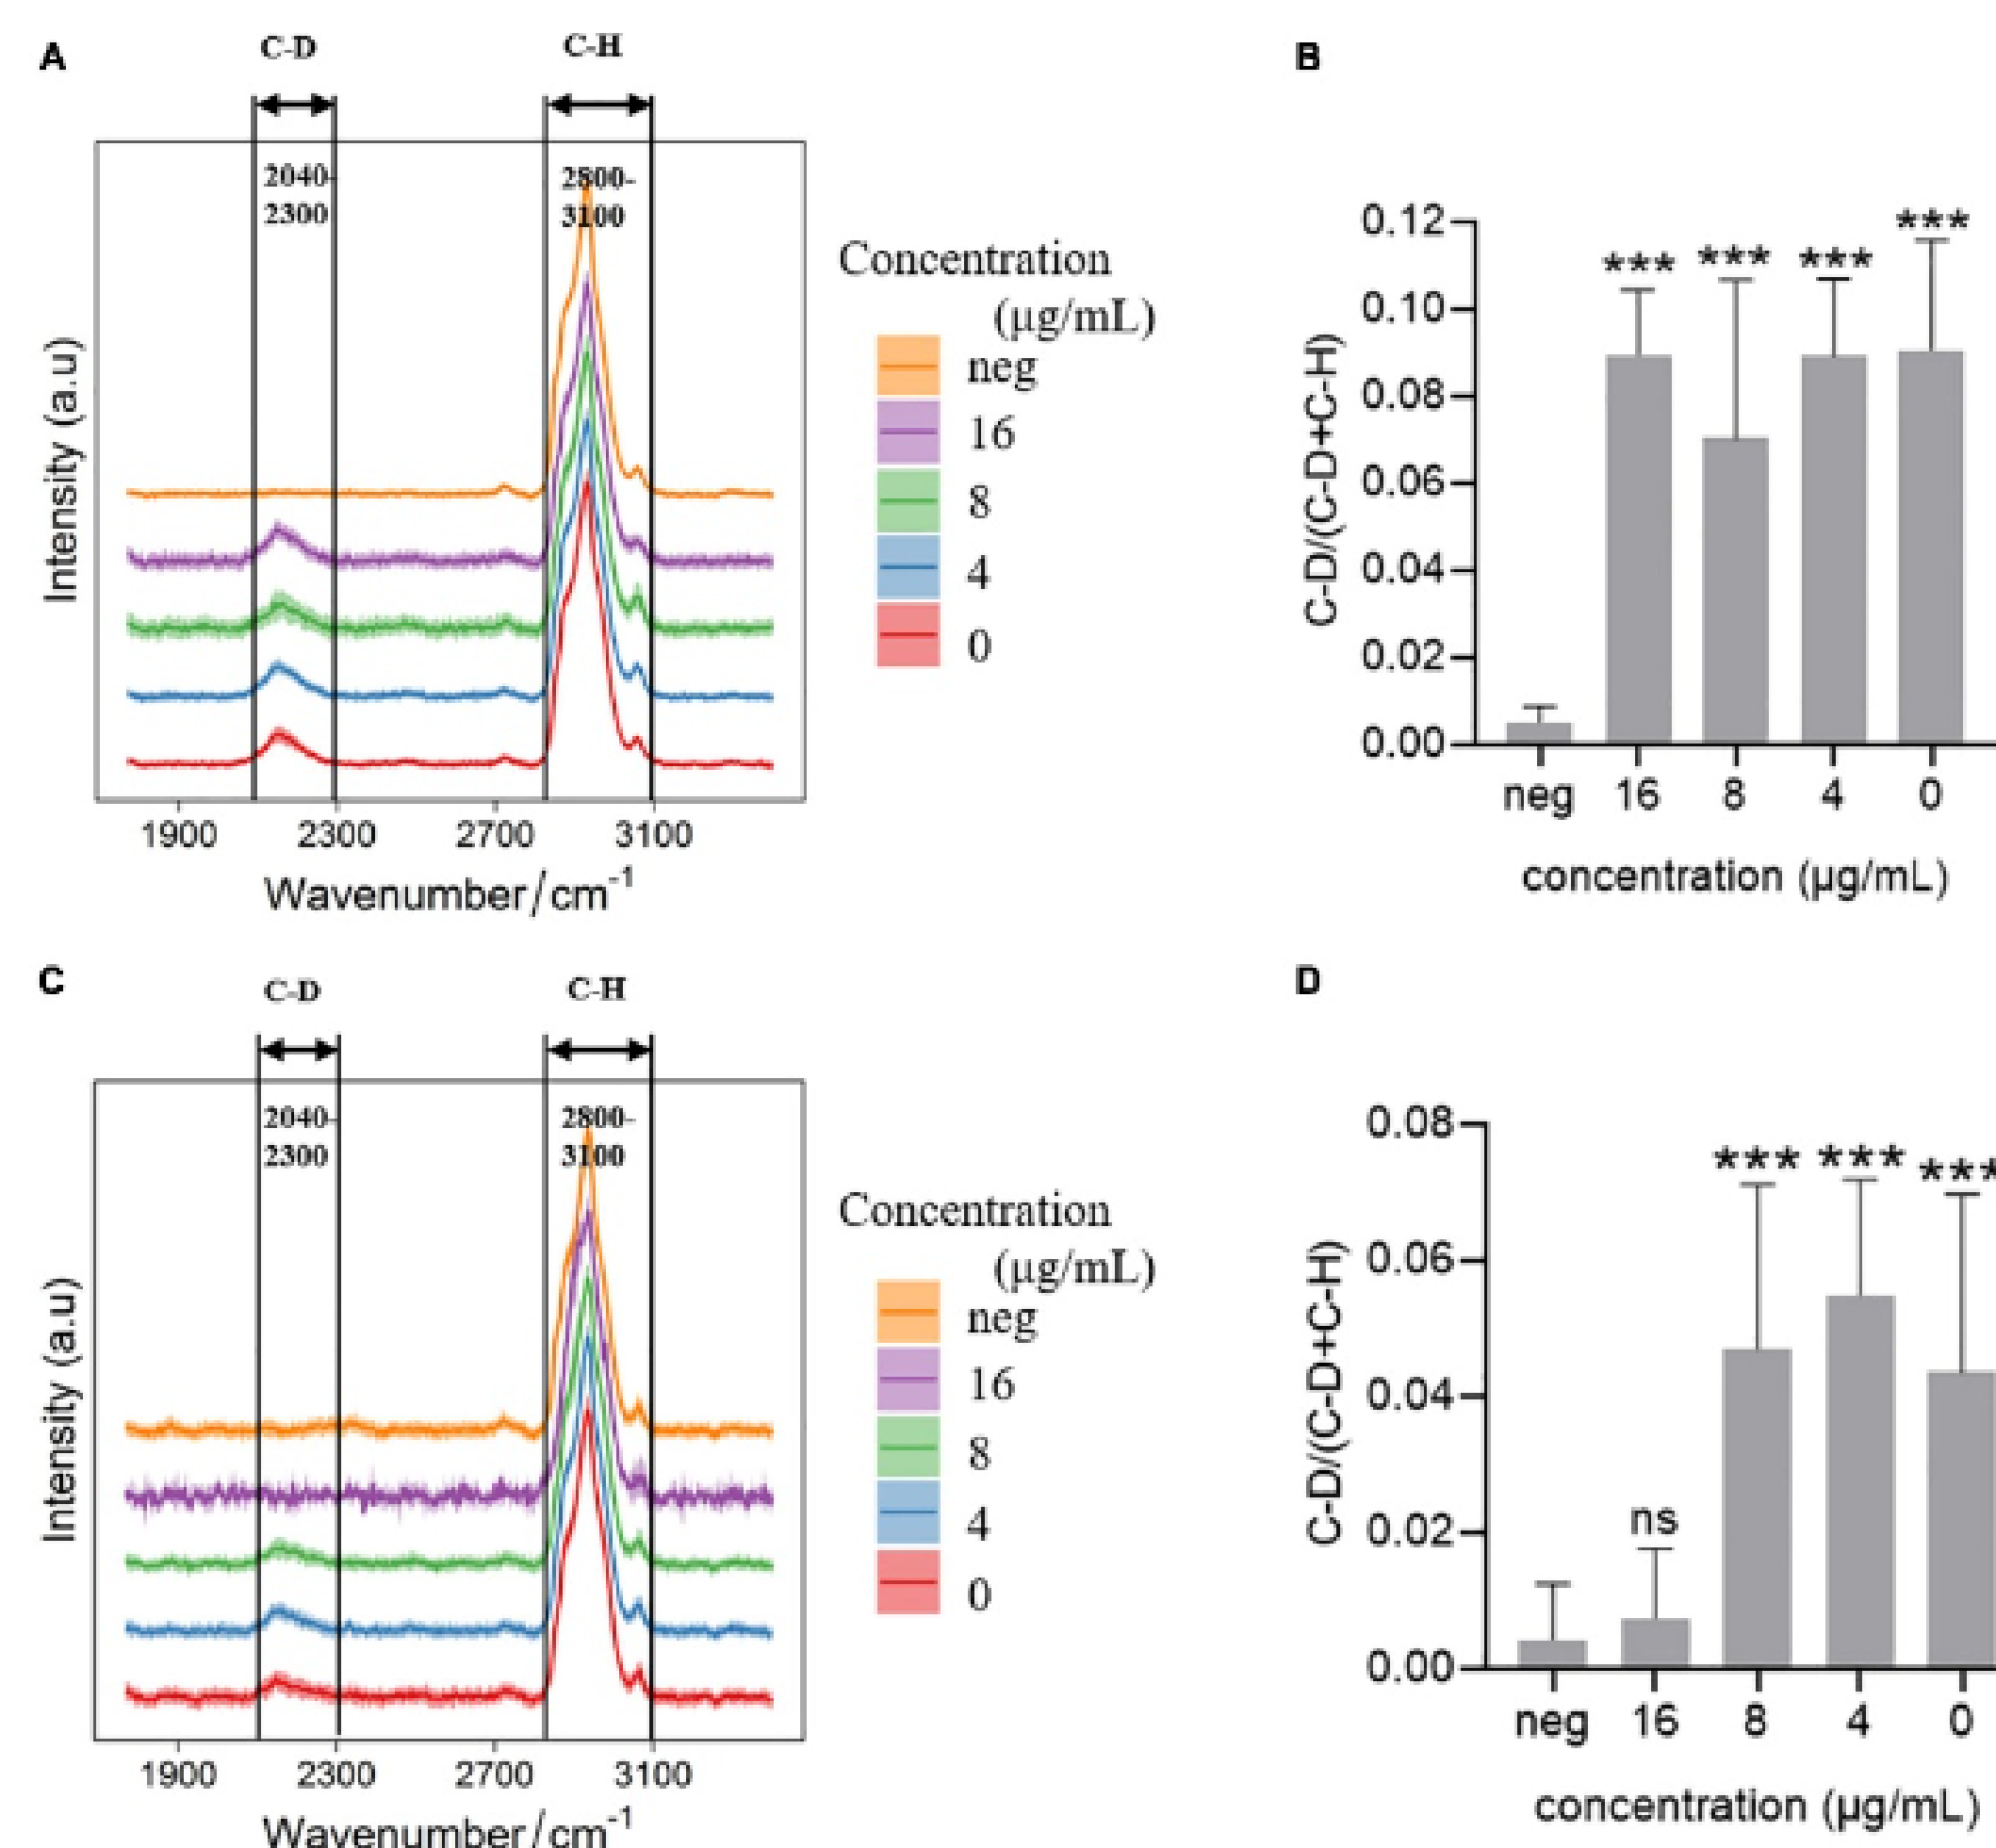 A
C-D
C-H
2040-
2300
2800-
3100
Intensity (a.u)
1900
2300
2700
3100
Wavenumber/cm-1
Concentration
(μg/mL)
neg
16
8
4
0
B
C-D/(C-D+C-H)
0.12
0.10
0.08
0.06
0.04
0.02
0.00
***
***
***
***
neg
16
8
4
0
concentration (μg/mL)
C
C-D
C-H
2040-
2300
2800-
3100
Intensity (a.u)
1900
2300
2700
3100
Wavenumber/cm-1
Concentration
(μg/mL)
neg
16
8
4
0
D
C-D/(C-D+C-H)
0.08
0.06
0.04
0.02
0.00
ns
***
***
***
neg
16
8
4
0
concentration (μg/mL)